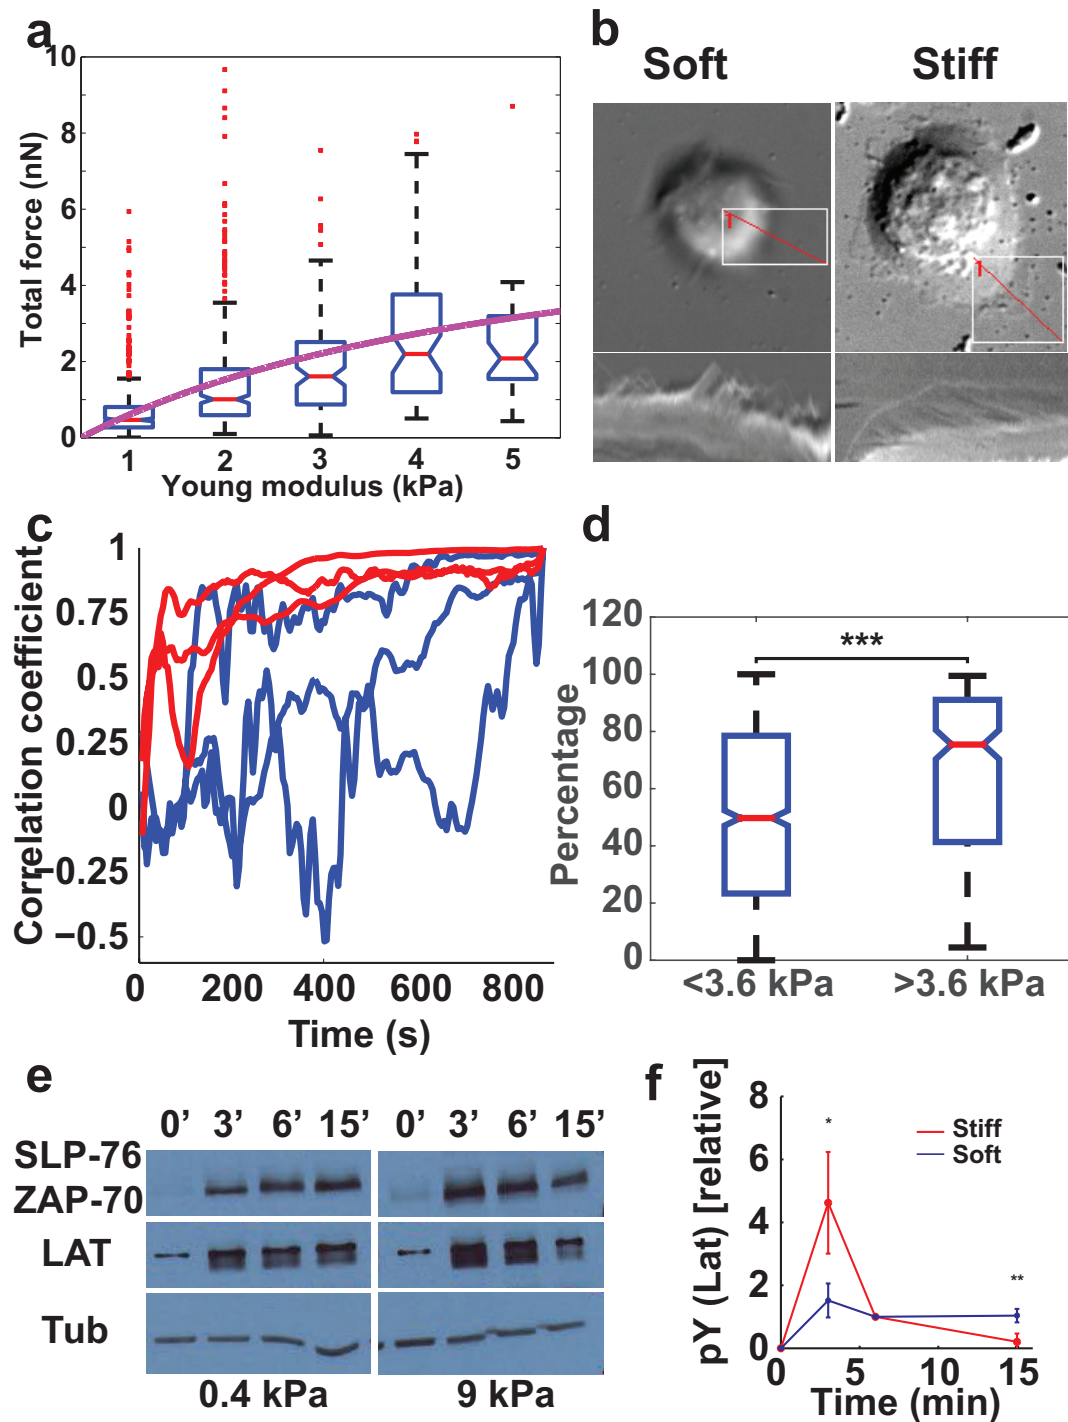 a
Total force (nN)
10
8
6
4
2
0
1 2 3 4 5
Young modulus (kPa)
b
Soft Stiff
1
1
c
Correlation coefficient
1
0.75
0.5
0.25
0
−0.25
−0.5
0 200 400 600 800
Time (s)
d
Percentage
120
100
80
60
40
20
0
***
<3.6 kPa >3.6 kPa
e
0’ 3’ 6’ 15’ 0’ 3’ 6’ 15’
SLP-76
ZAP-70
LAT
Tub
0.4 kPa 9 kPa
f
pY (Lat) [relative]
8
6
4
2
0
*
**
Stiff
Soft
0 5 10 15
Time (min)